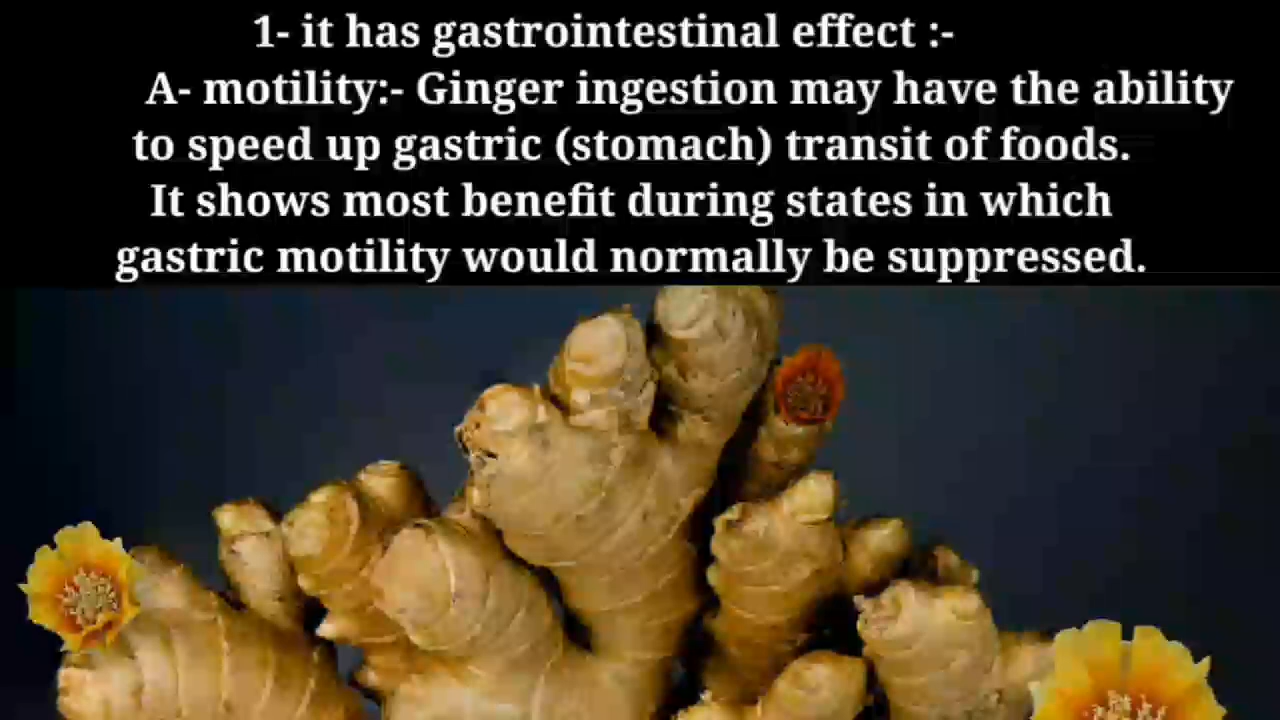 1- it has gastrointestinal effect :-
A- motility:- Ginger ingestion may have the ability
to speed up gastric (stomach) transit of foods.
It shows most benefit during states in which
gastric motility would normally be suppressed.